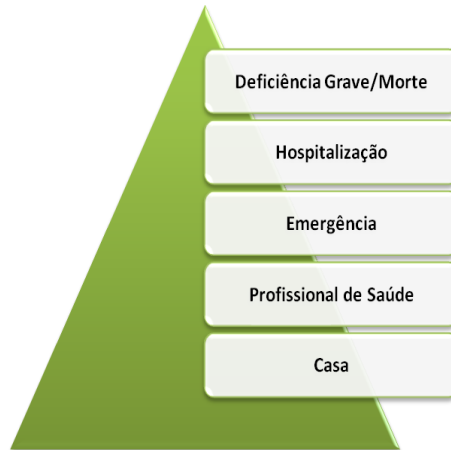 Deficiência Grave/Morte
Hospitalização
Emergência
Profissional de Saúde
Casa